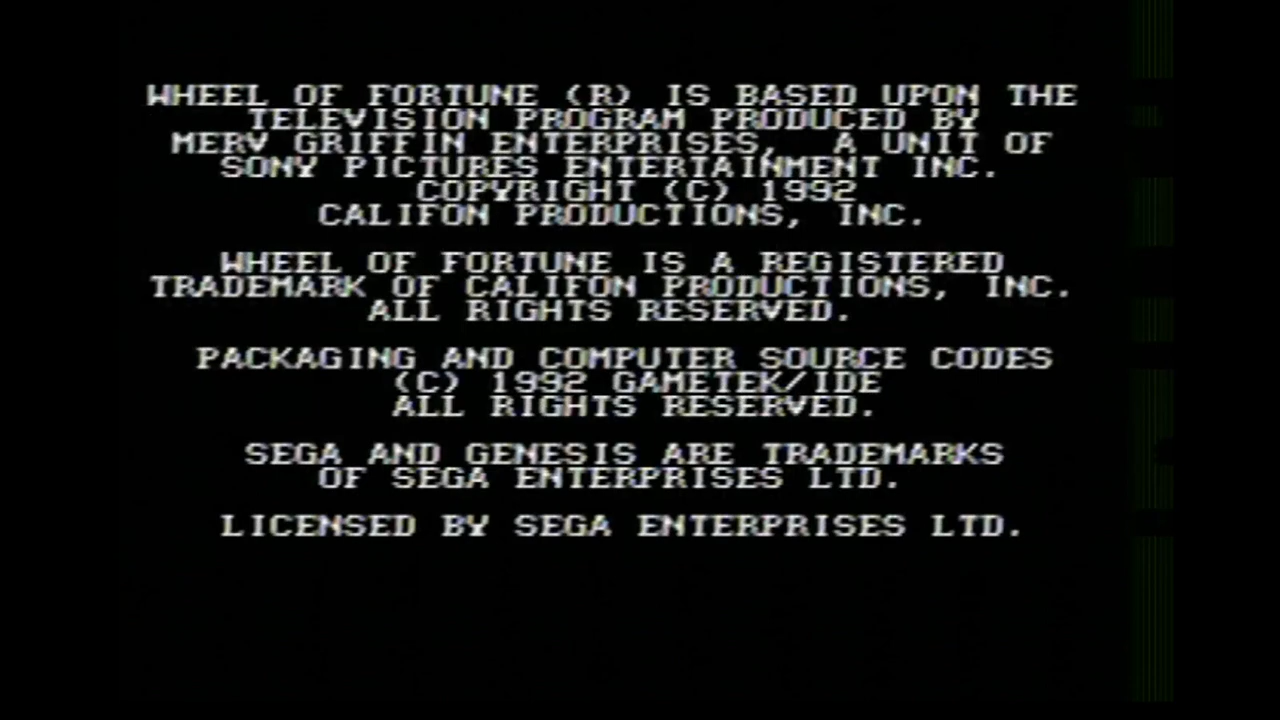 WHEEL OF FORTUNE (R) IS BASED UPON THE
TELEVISION PROGRAM PRODUCED BY
MERV GRIFFIN ENTERPRISES, A UNIT OF
SONY PICTURES ENTERTAINMENT INC.
COPYRIGHT (C) 1992
CALIFON PRODUCTIONS, INC.
WHEEL OF FORTUNE IS A REGISTERED
TRADEMARK OF CALIFON PRODUCTIONS, INC.
ALL RIGHTS RESERVED.
PACKAGING AND COMPUTER SOURCE CODES
(C) 1992 GAMETEK/IDE
ALL RIGHTS RESERVED.
SEGA AND GENESIS ARE TRADEMARKS
OF SEGA ENTERPRISES LTD.
LICENSED BY SEGA ENTERPRISES LTD.